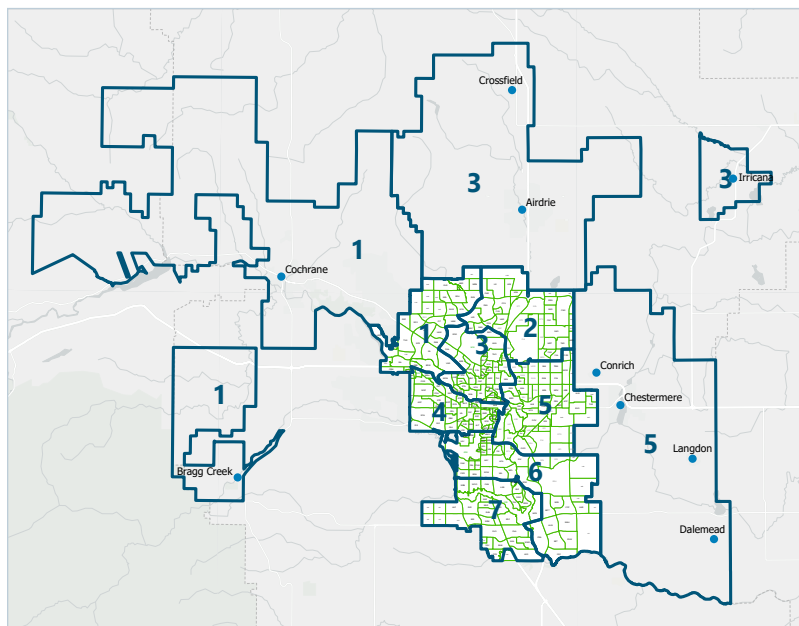 Crossfield
3
3
Irricana
Airdrie
1
Cochrane
2
1
3
Conrich
1
Chestermere
4
5
5
Langdon
Bragg Creek
6
7
Dalemead